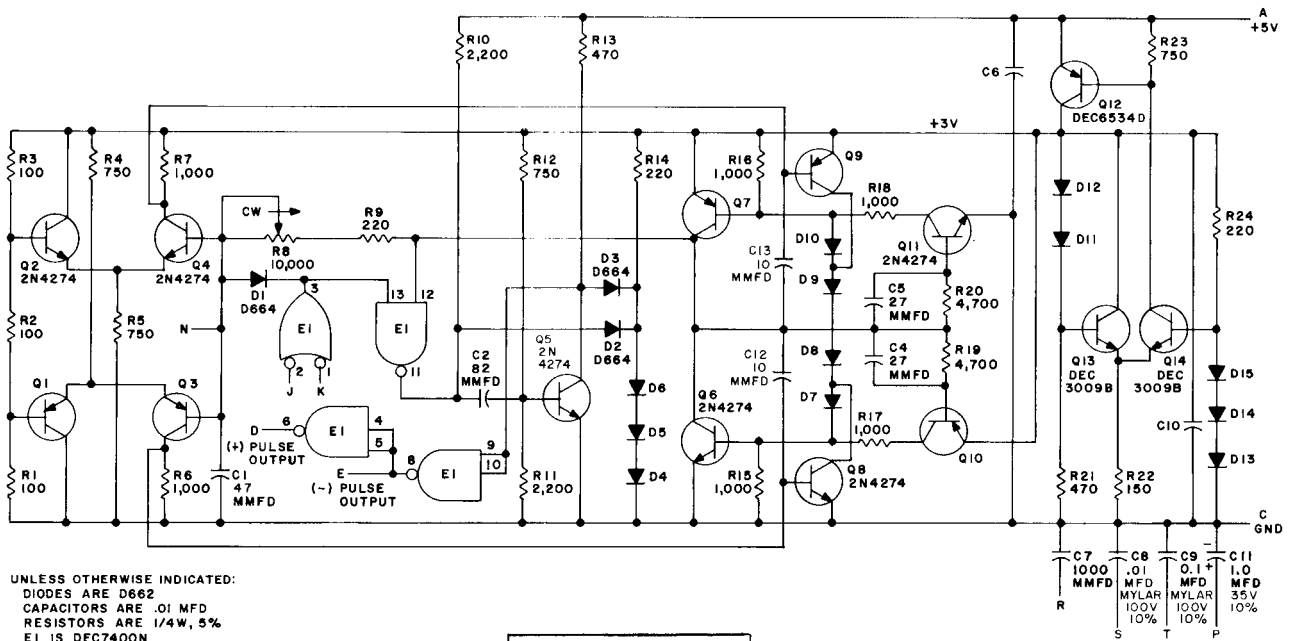 A
+5V
R10
2,200
R13
470
R23
750
C6
Q12
DEC6534D
+3V
R3
100
R4
750
R7
1,000
R12
750
R14
220
R16
1,000
Q9
D12
CW
R9
220
R18
1,000
Q7
D11
R24
220
Q2
2N4274
Q4
2N4274
R8
10,000
D10
Q11
2N4274
C13
10
MMFD
D3
D664
D9
C5
27
MMFD
R20
4,700
D1
D664
3
13
12
R2
100
R5
750
N
E1
E1
2
1
J
K
11
D2
D664
Q5
2N
4274
C2
82
MMFD
D8
C4
27
MMFD
R19
4,700
Q13
DEC
3009B
Q14
DEC
3009B
C12
10
MMFD
D7
D15
Q1
Q3
D6
Q6
2N4274
R17
1,000
Q10
D14
C10
D
6
E1
4
5
(+) PULSE
OUTPUT
9
10
8
E1
E
(-) PULSE
OUTPUT
D5
D13
R1
100
R6
1,000
C1
47
MMFD
R11
2,200
D4
R15
1,000
Q8
2N4274
R21
470
R22
150
C
GND
UNLESS OTHERWISE INDICATED:
DIODES ARE D662
CAPACITORS ARE .01 MFD
RESISTORS ARE 1/4W, 5%
E1 IS DEC7400N
C7
1000
MMFD
C8
.01
MFD
MYLAR
100V
10%
C9
0.1
MFD
MYLAR
100V
10%
-
+
C11
1.0
MFD
35V
10%
R
S
T
P